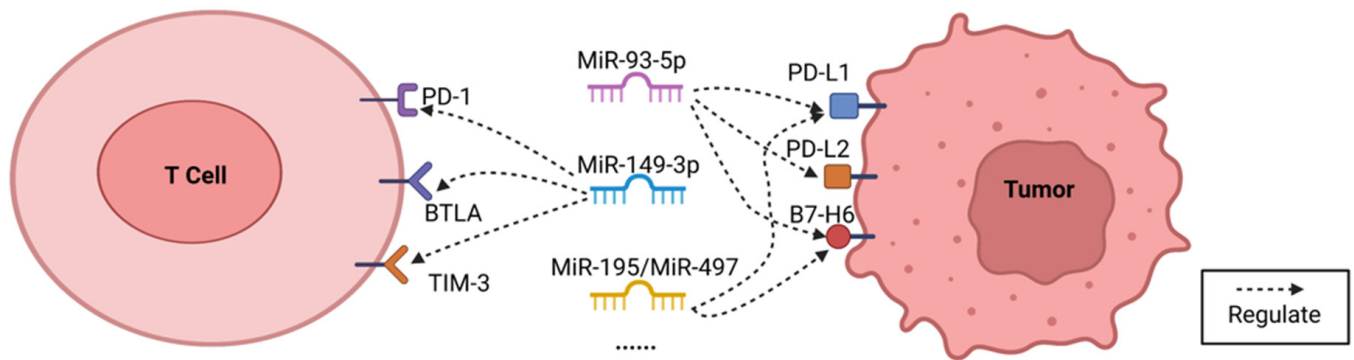 MiR-93-5p
PD-L1
PD-1
PD-L2
MiR-149-3p
T Cell
Tumor
BTLA
B7-H6
MiR-195/MiR-497
TIM-3
Regulate
......